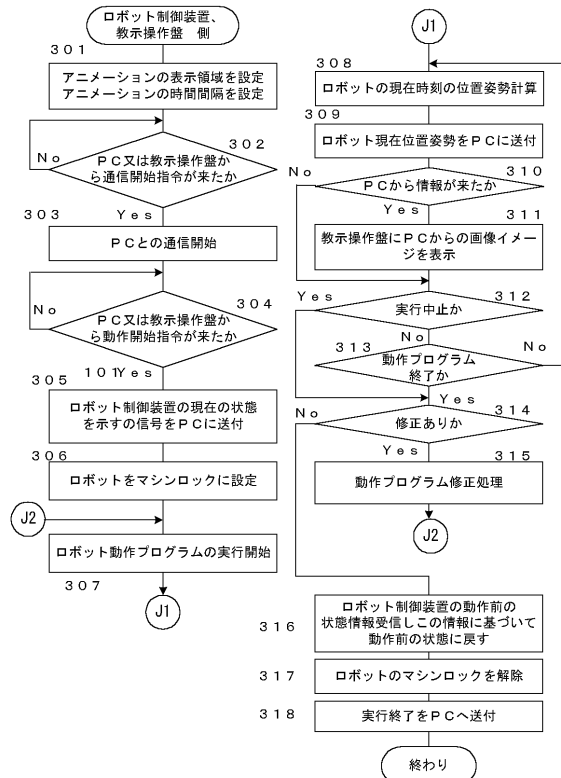 ロボット制御装置、
教示操作盤 側
301
アニメーションの表示領域を設定
アニメーションの時間間隔を設定
302
No
PC又は教示操作盤か
ら通信開始指令が来たか
303
Yes
PCとの通信開始
304
No
PC又は教示操作盤か
ら動作開始指令が来たか
101Yes
305
ロボット制御装置の現在の状態
を示すの信号をPCに送付
306
ロボットをマシンロックに設定
J2
ロボット動作プログラムの実行開始
307
J1
J1
308
ロボットの現在時刻の位置姿勢計算
309
ロボット現在位置姿勢をPCに送付
310
No
PCから情報が来たか
Yes
311
教示操作盤にPCからの画像イメー
ジを表示
312
Yes
実行中止か
313
No
No
動作プログラム
終了か
Yes
314
No
修正ありか
Yes
315
動作プログラム修正処理
J2
316
ロボット制御装置の動作前の
状態情報受信しこの情報に基づいて
動作前の状態に戻す
317
ロボットのマシンロックを解除
318
実行終了をPCへ送付
終わり